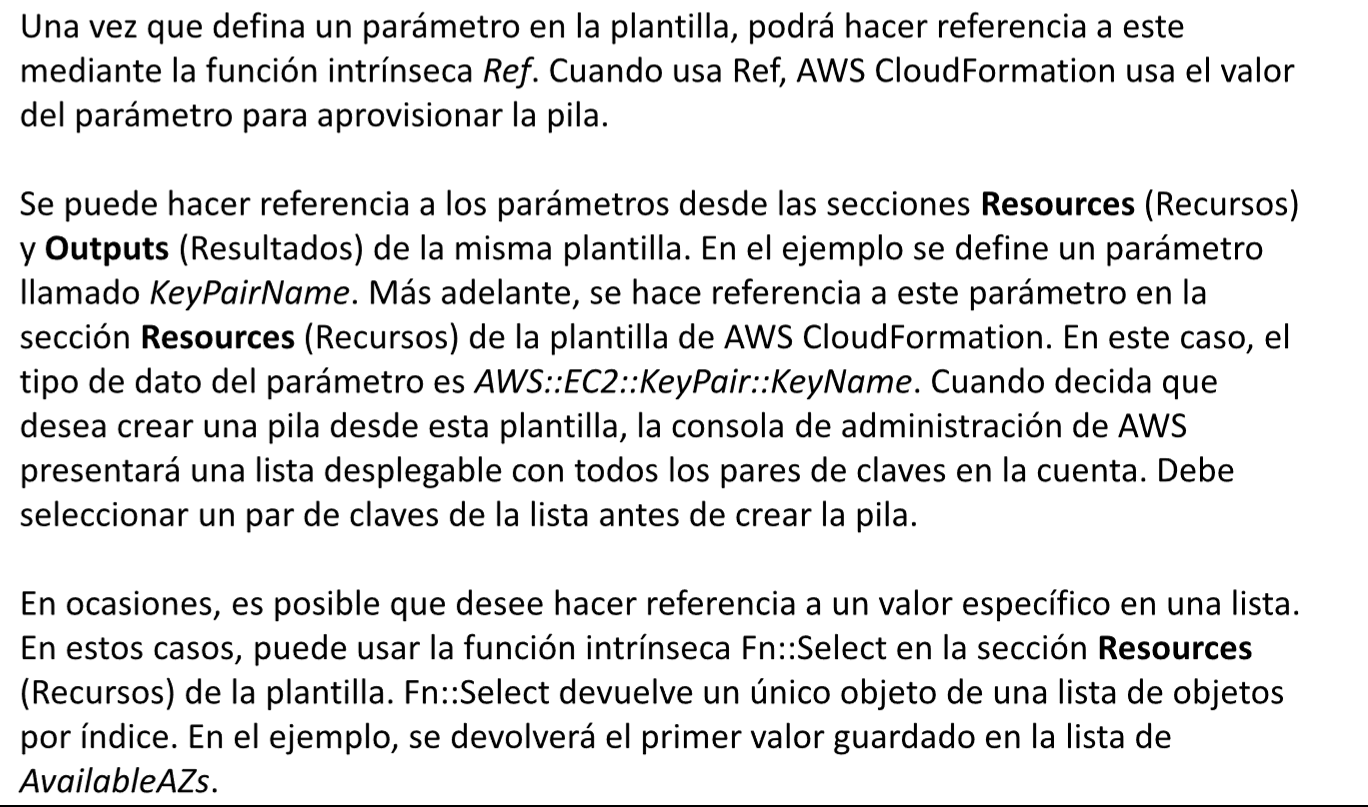 Una vez que defina un parámetro en la plantilla, podrá hacer referencia a este
mediante la función intrínseca Ref. Cuando usa Ref, AWS CloudFormation usa el valor
del parámetro para aprovisionar la pila.
Se puede hacer referencia a los parámetros desde las secciones Resources (Recursos)
y Outputs (Resultados) de la misma plantilla. En el ejemplo se define un parámetro
llamado KeyPairName. Más adelante, se hace referencia a este parámetro en la
sección Resources (Recursos) de la plantilla de AWS CloudFormation. En este caso, el
tipo de dato del parámetro es AWS::EC2::KeyPair::KeyName. Cuando decida que
desea crear una pila desde esta plantilla, la consola de administración de AWS
presentará una lista desplegable con todos los pares de claves en la cuenta. Debe
seleccionar un par de claves de la lista antes de crear la pila.
En ocasiones, es posible que desee hacer referencia a un valor específico en una lista.
En estos casos, puede usar la función intrínseca Fn::Select en la sección Resources
(Recursos) de la plantilla. Fn::Select devuelve un único objeto de una lista de objetos
por índice. En el ejemplo, se devolverá el primer valor guardado en la lista de
AvailableAZs.